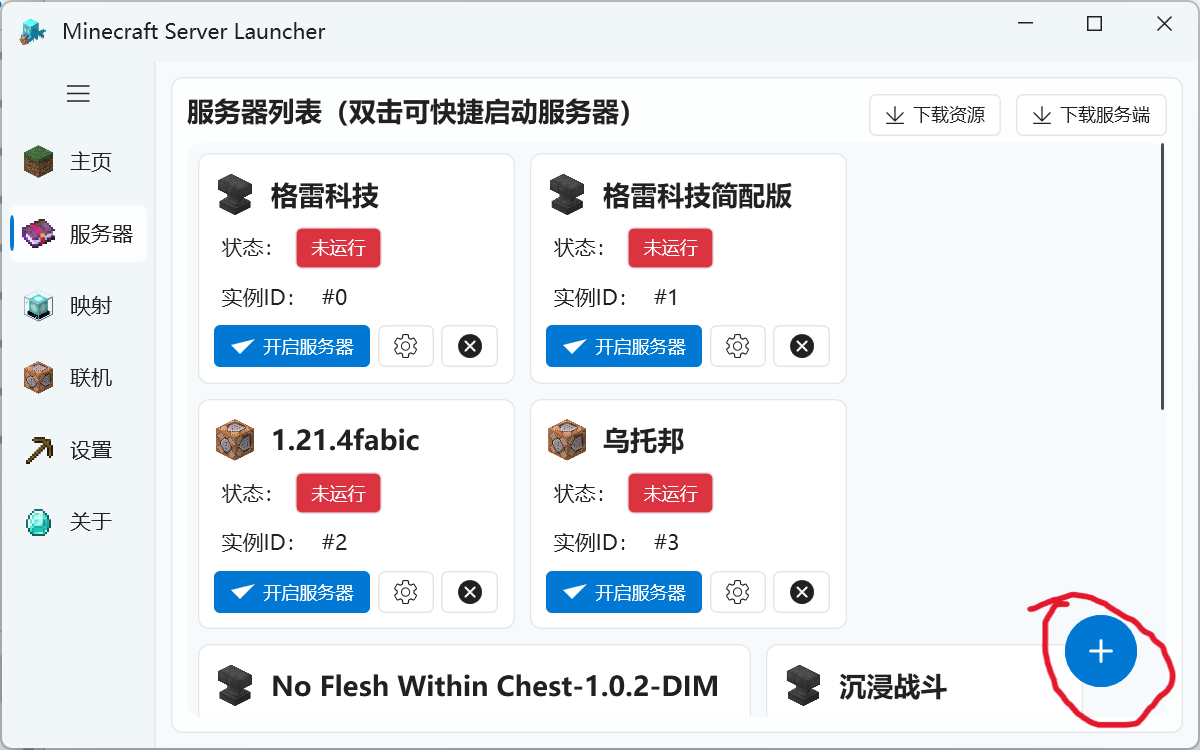 Minecraft Server Launcher
主页
服务器
映射
联机
设置
关于
服务器列表（双击可快捷启动服务器）
下载资源
下载服务端
格雷科技
状态： 未运行
实例ID： #0
开启服务器
格雷科技简配版
状态： 未运行
实例ID： #1
开启服务器
1.21.4fabic
状态： 未运行
实例ID： #2
开启服务器
乌托邦
状态： 未运行
实例ID： #3
开启服务器
No Flesh Within Chest-1.0.2-DIM
沉浸战斗